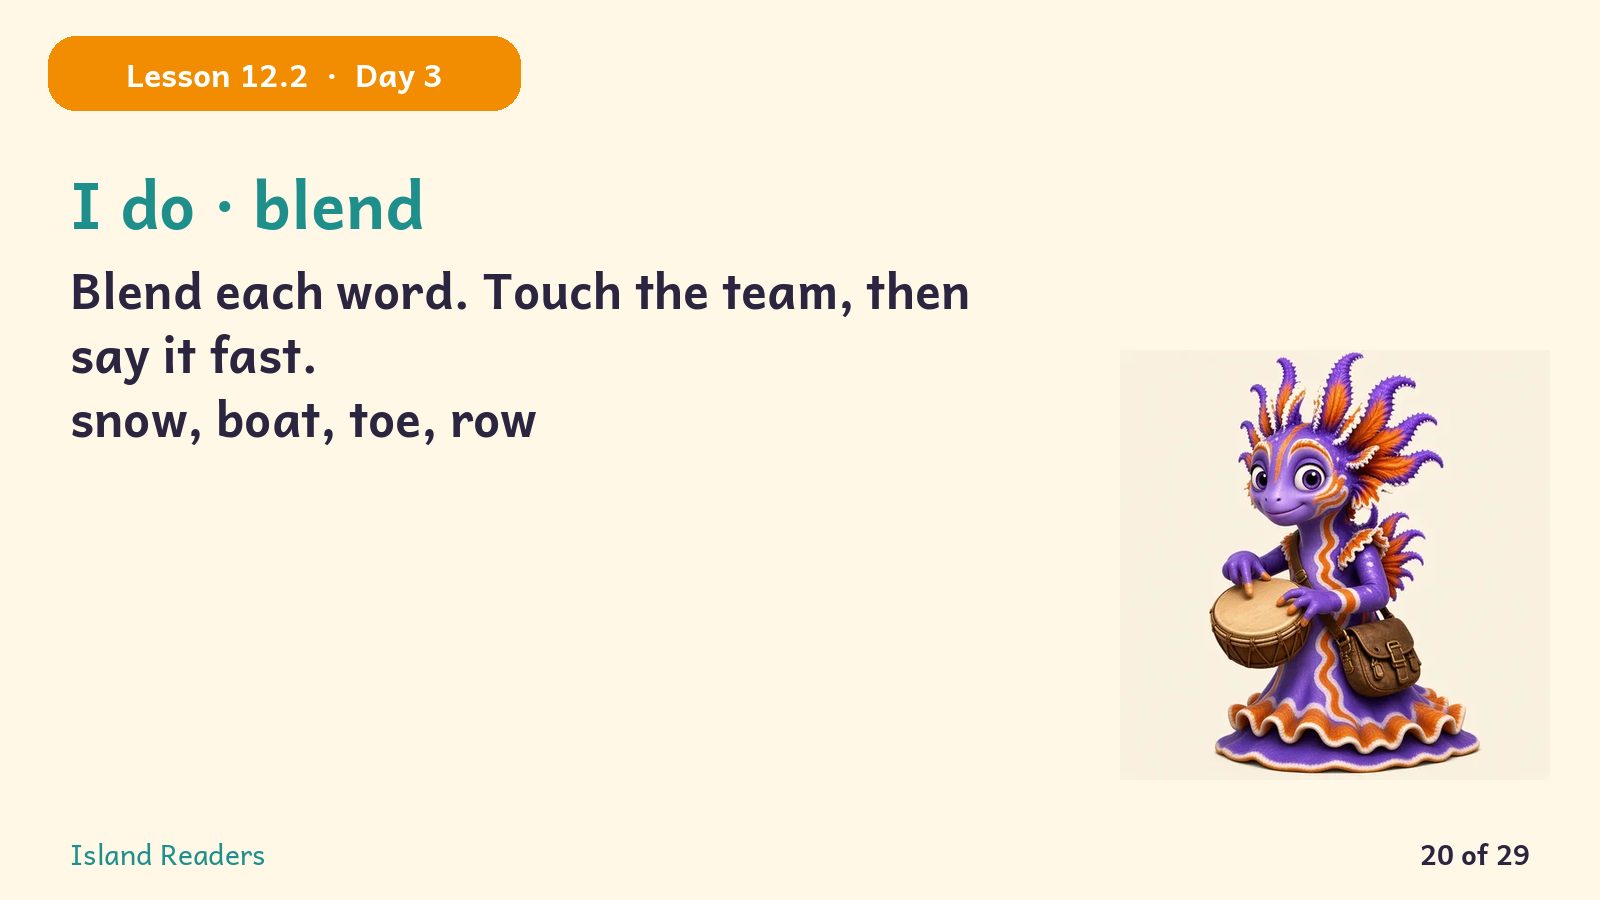 Lesson 12.2 · Day 3
I do · blend
Blend each word. Touch the team, then
say it fast.
snow, boat, toe, row
Island Readers
20 of 29